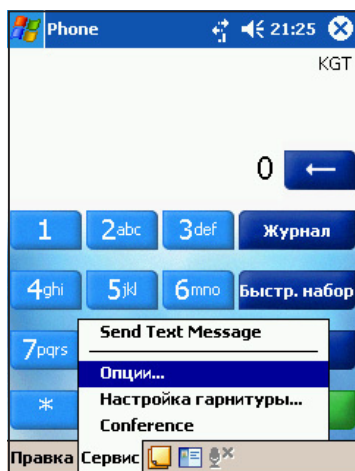 Phone 21:25
KGT
0
1 2abc 3def Журнал
4ghi 5jkl 6mno Быстр. набор
7pqrs
Send Text Message
Опции...
*
Настройка гарнитуры...
Conference
Правка Сервис